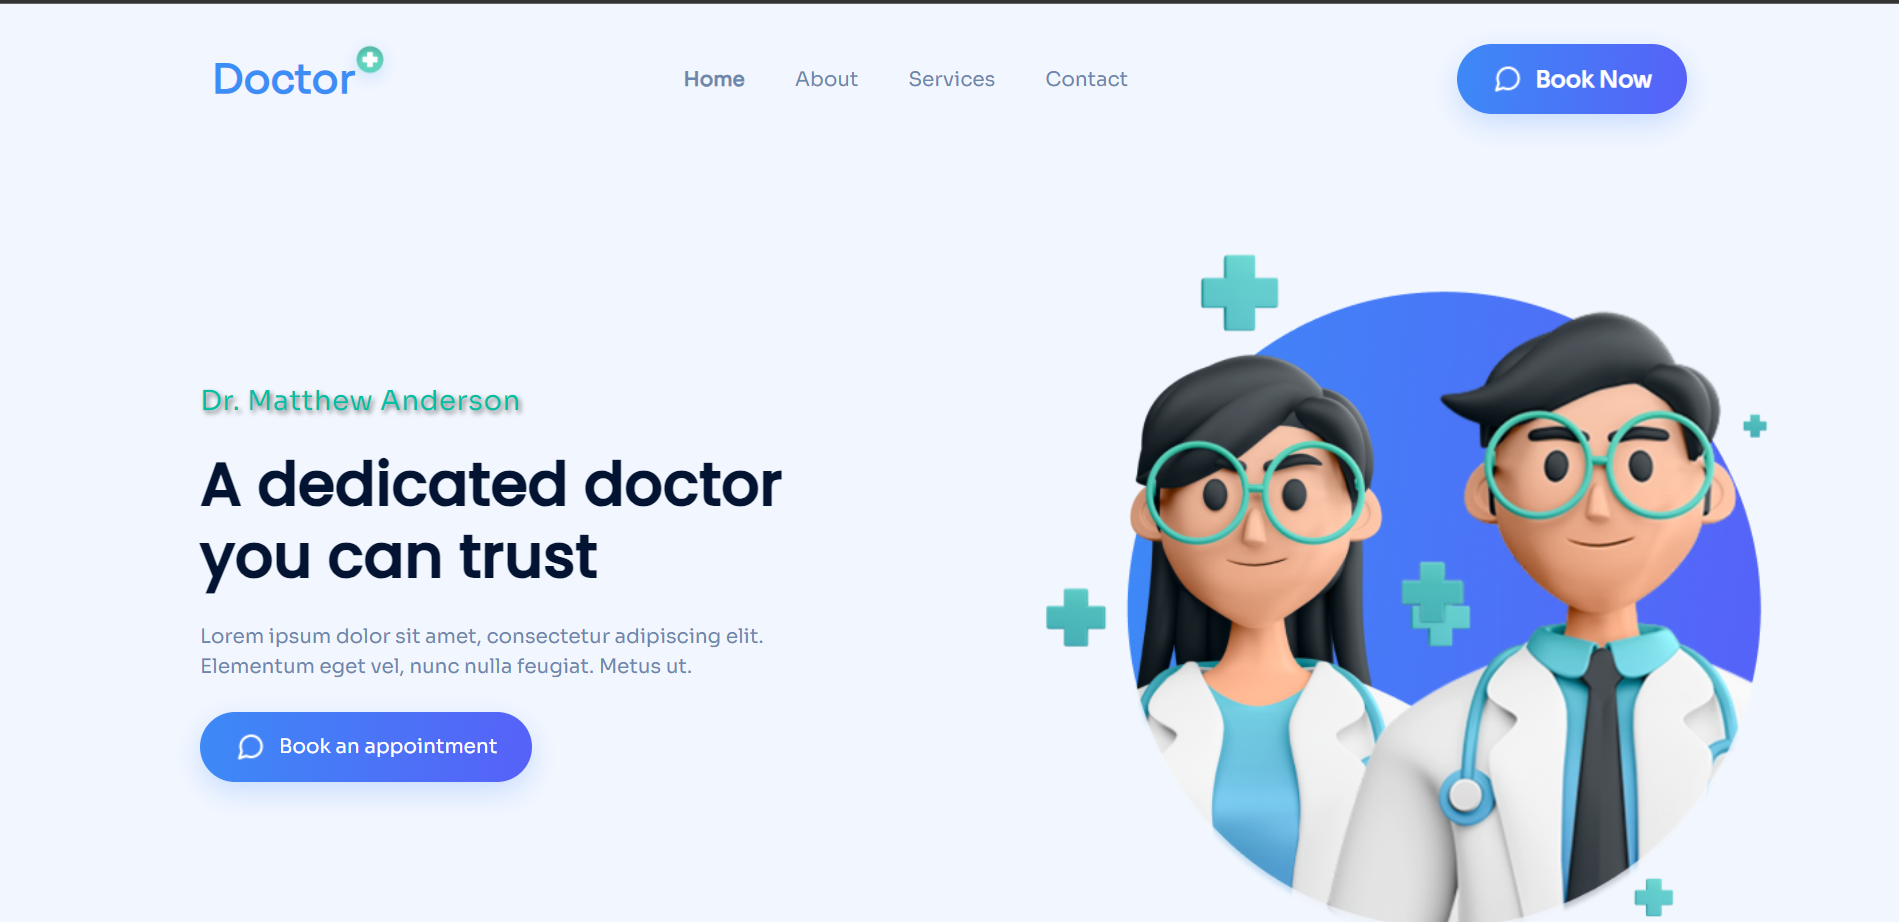 Doctor
Home
About
Services
Contact
Book Now
Dr. Matthew Anderson
A dedicated doctor
you can trust
Lorem ipsum dolor sit amet, consectetur adipiscing elit.
Elementum eget vel, nunc nulla feugiat. Metus ut.
Book an appointment